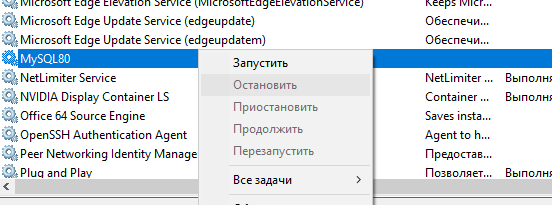 Microsoft Edge Elevation Service (MicrosoftEdgeElevationService) Keeps Micr...
Microsoft Edge Update Service (edgeupdate) Обеспечи...
Microsoft Edge Update Service (edgeupdatem) Обеспечи...
MySQL80
Запустить
NetLimiter Service NetLimiter ... Выполня
Остановить
NVIDIA Display Container LS Container ... Выполня
Приостановить
Office 64 Source Engine Saves insta...
Продолжить
OpenSSH Authentication Agent Agent to h...
Перезапустить
Peer Networking Identity Manage Предостав...
Plug and Play Позволяет... Выполня
Все задачи